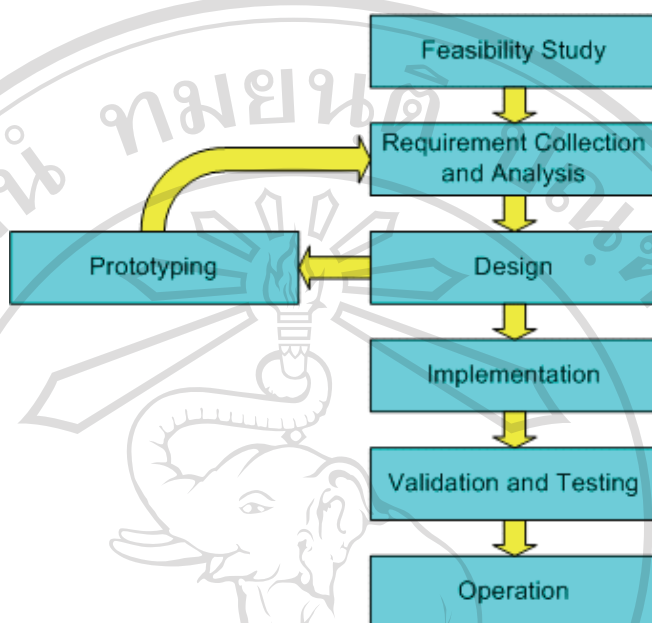 Feasibility Study
Requirement Collection
and Analysis
Prototyping
Design
Implementation
Validation and Testing
Operation